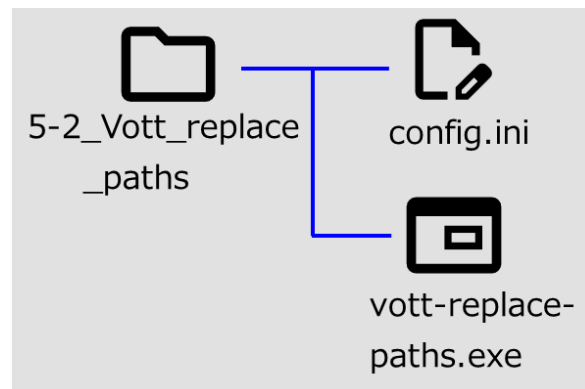 5-2_Vott_replace
_paths
config.ini
vott-replace-
paths.exe